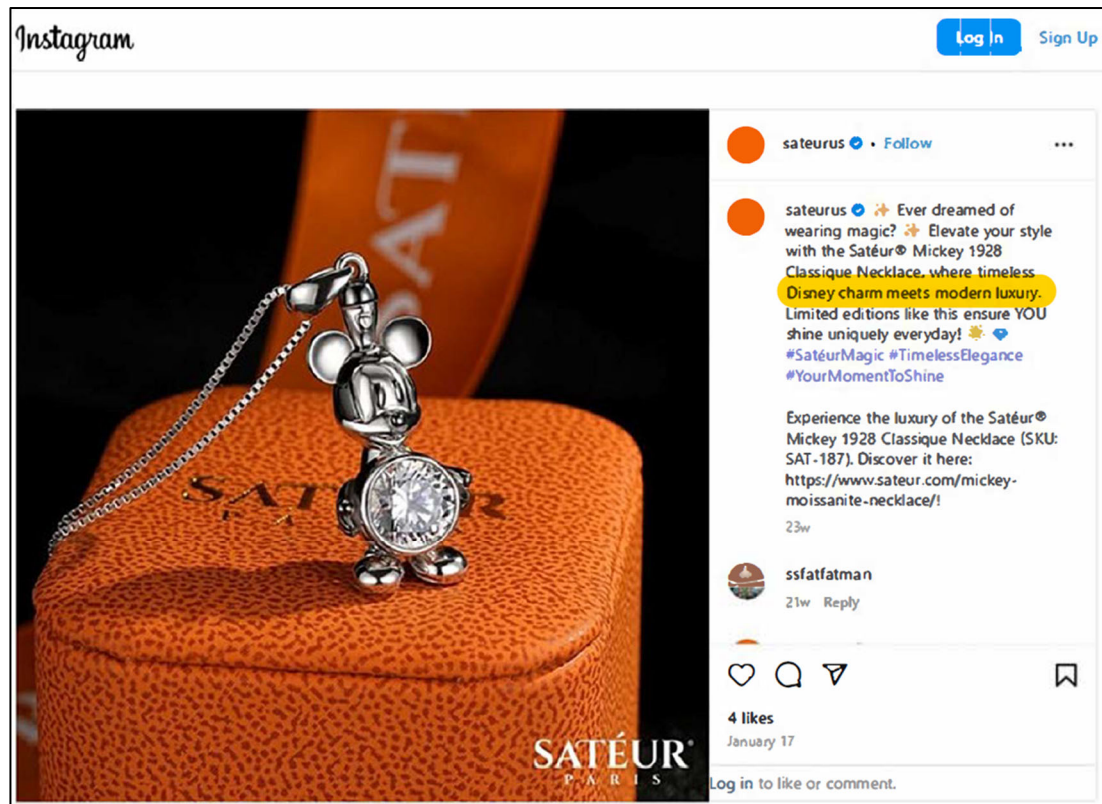 Instagram
Log In
Sign Up
SATÉ
sateurus • Follow
sateurus ✨ Ever dreamed of
wearing magic? ✨ Elevate your style
with the Satéur® Mickey 1928
Classique Necklace, where timeless
Disney charm meets modern luxury.
Limited editions like this ensure YOU
shine uniquely everyday! 🌟 💎
#SatéurMagic #TimelessElegance
#YourMomentToShine
Experience the luxury of the Satéur®
Mickey 1928 Classique Necklace (SKU:
SAT-187). Discover it here:
https://www.sateur.com/mickey-
moissanite-necklace/!
23w
ssfatfatman
21w Reply
4 likes
January 17
Log in to like or comment.
SATÉUR®
PARIS